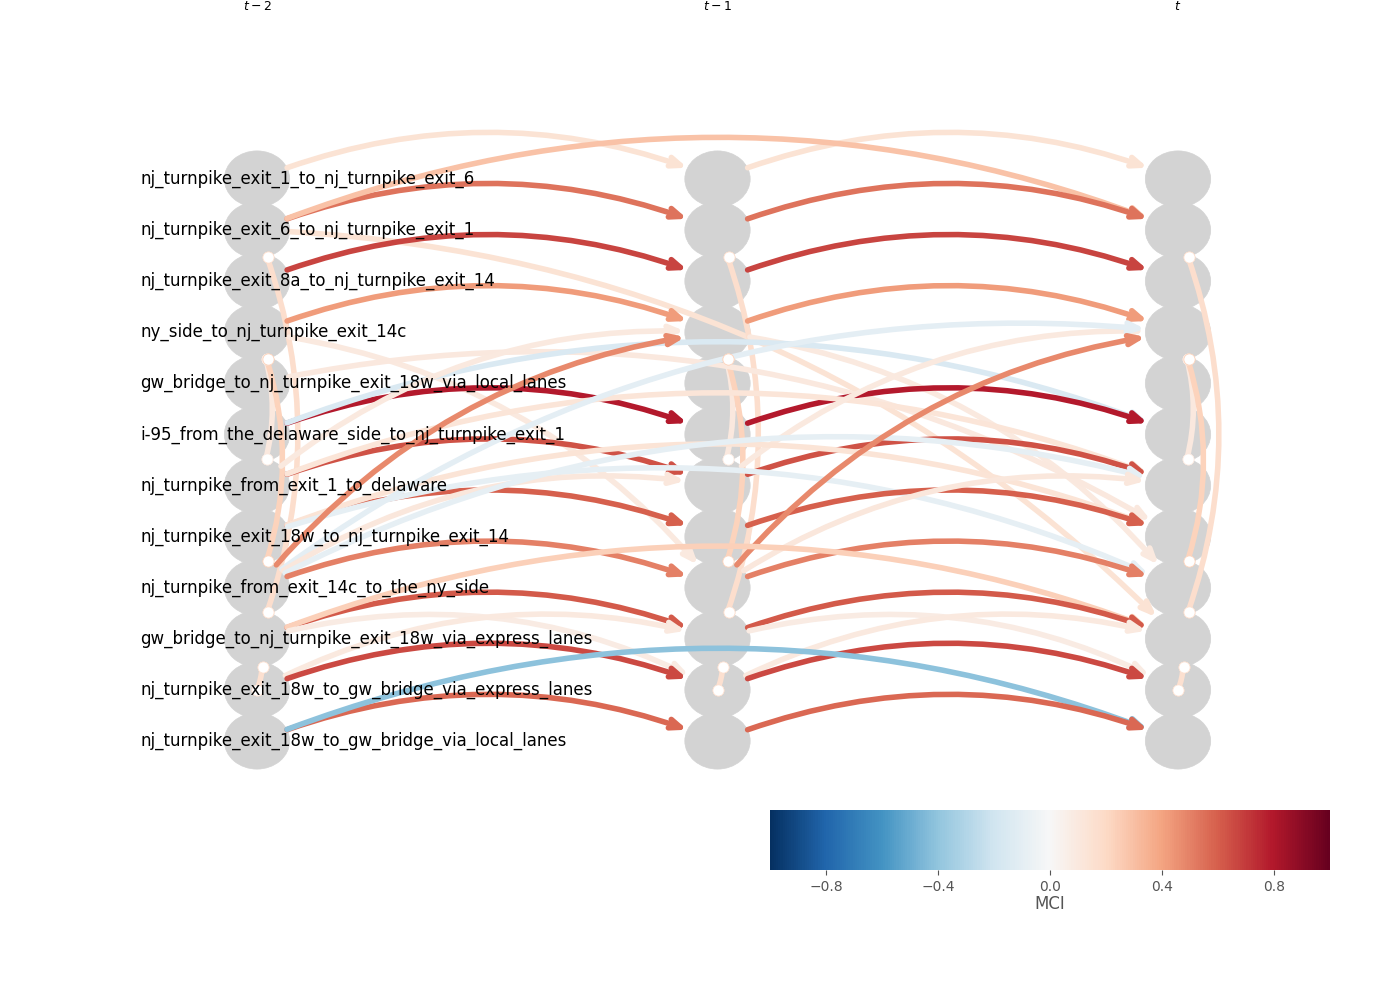 t − 2 t − 1 t
nj_turnpike_exit_1_to_nj_turnpike_exit_6
nj_turnpike_exit_6_to_nj_turnpike_exit_1
nj_turnpike_exit_8a_to_nj_turnpike_exit_14
ny_side_to_nj_turnpike_exit_14c
gw_bridge_to_nj_turnpike_exit_18w_via_local_lanes
i-95_from_the_delaware_side_to_nj_turnpike_exit_1
nj_turnpike_from_exit_1_to_delaware
nj_turnpike_exit_18w_to_nj_turnpike_exit_14
nj_turnpike_from_exit_14c_to_the_ny_side
gw_bridge_to_nj_turnpike_exit_18w_via_express_lanes
nj_turnpike_exit_18w_to_gw_bridge_via_express_lanes
nj_turnpike_exit_18w_to_gw_bridge_via_local_lanes
−0.8 −0.4 0.0 0.4 0.8
MCI